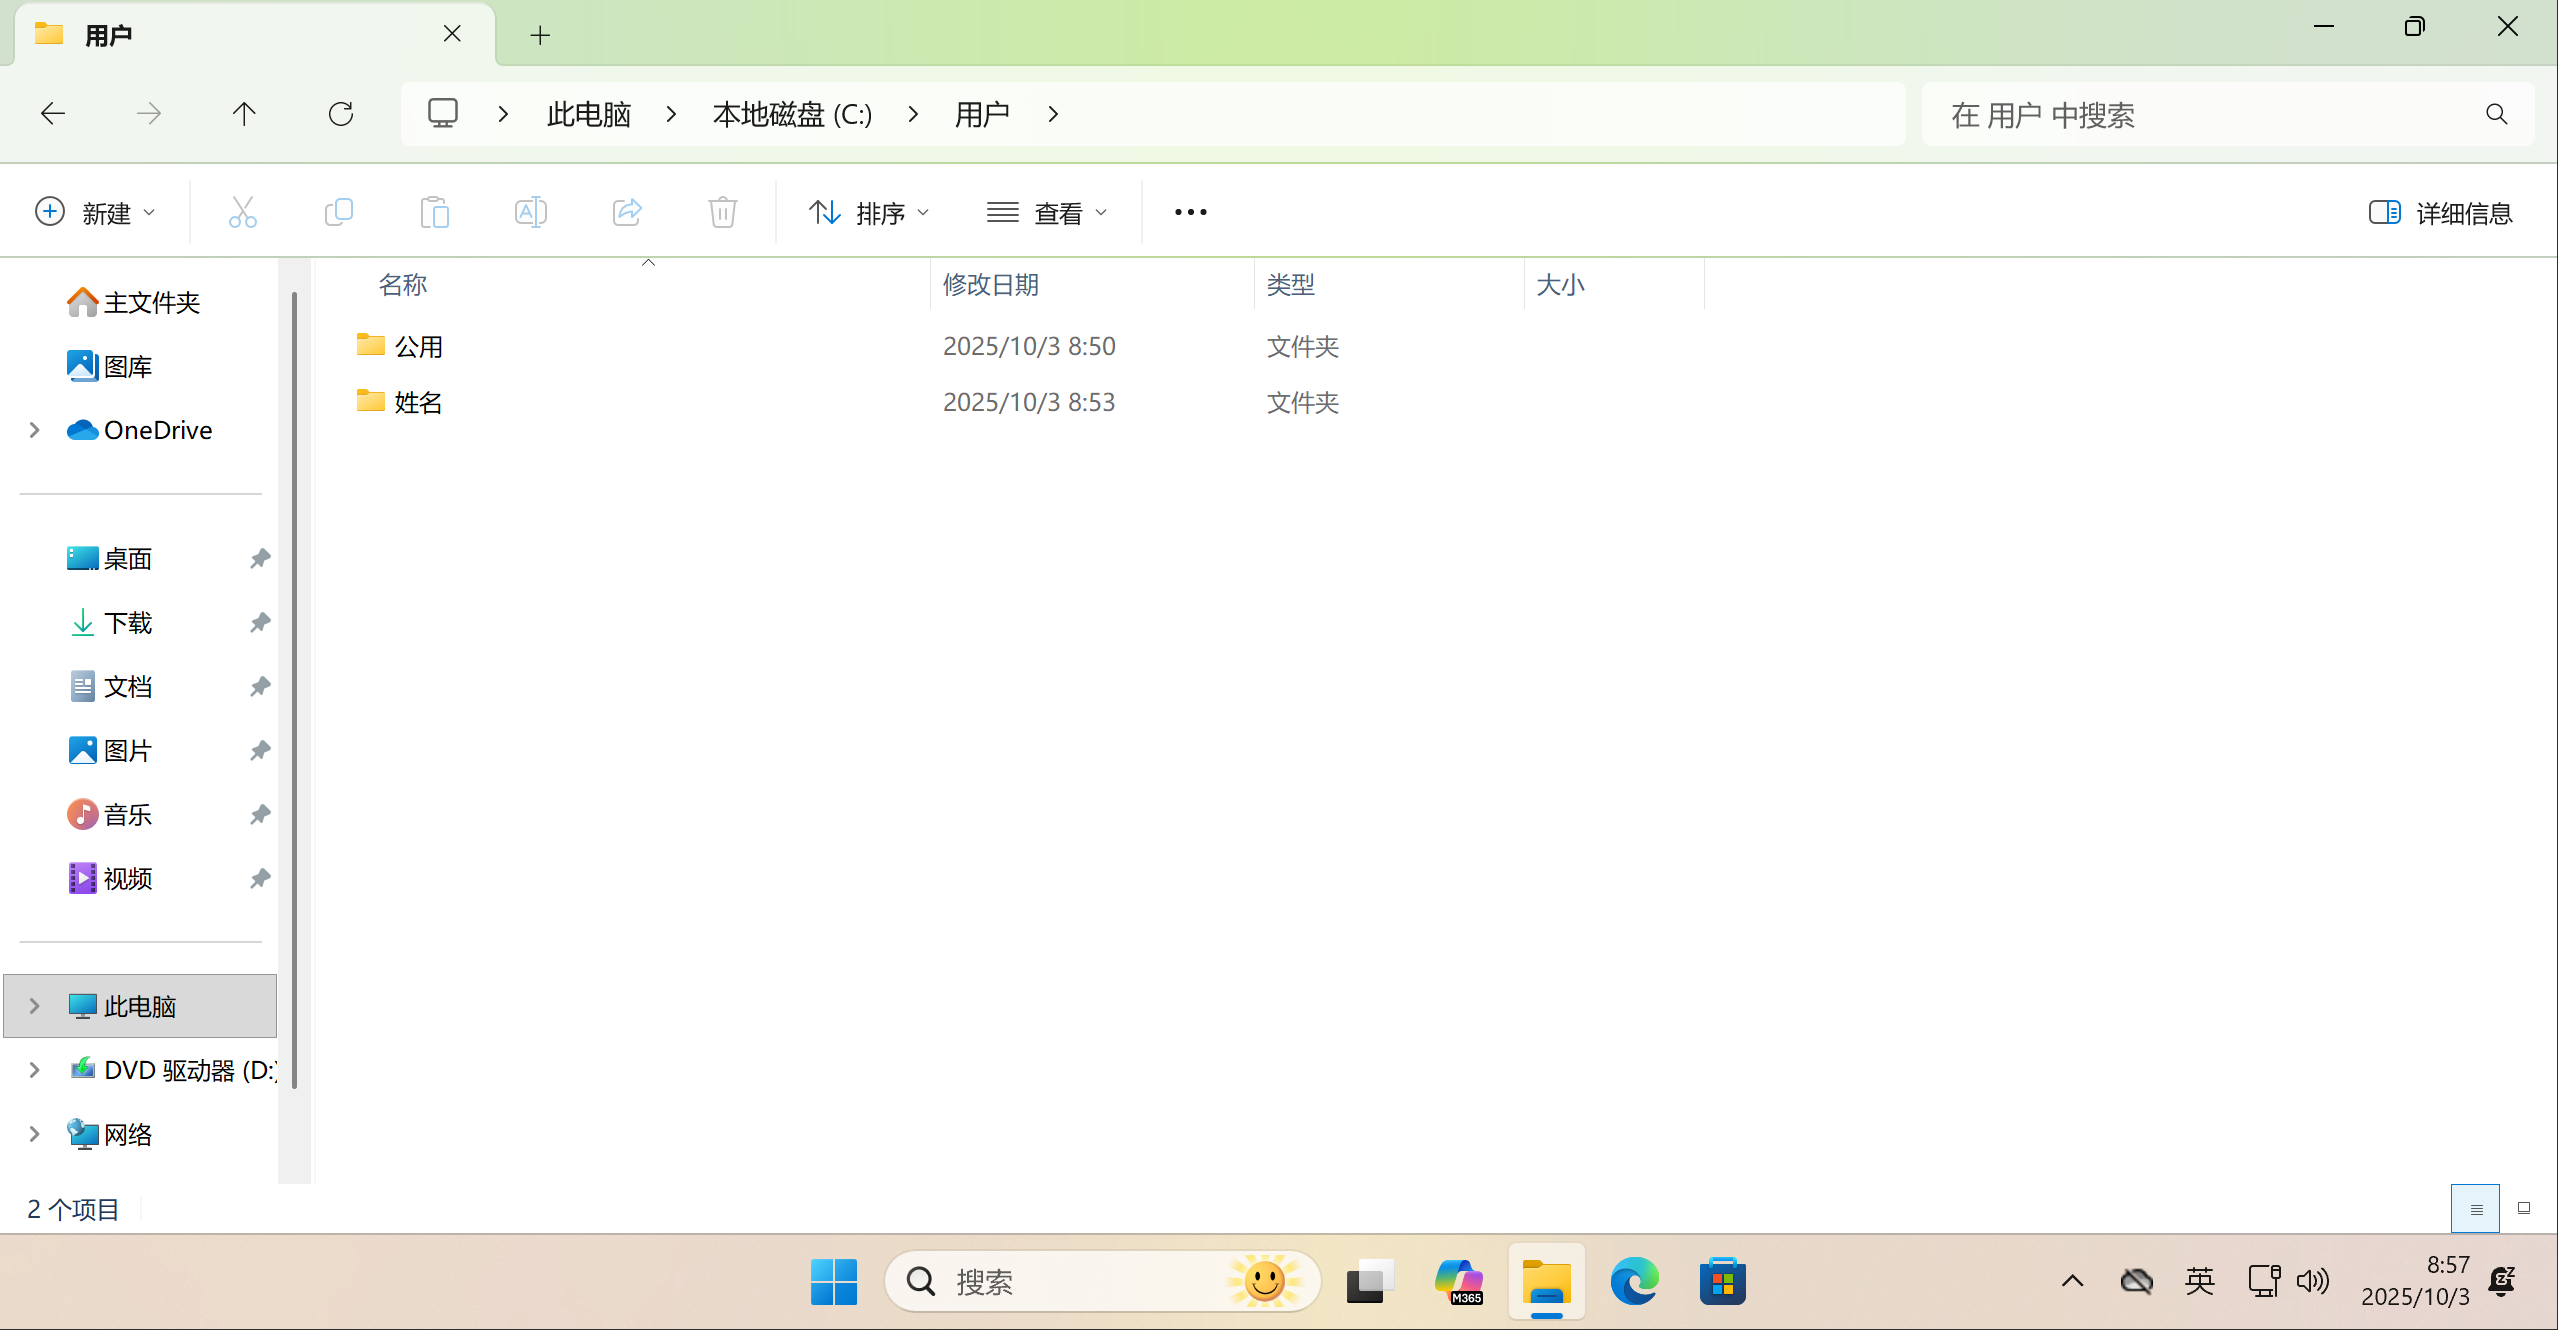 用户
此电脑 本地磁盘 (C:) 用户
在 用户 中搜索
新建 排序 查看 详细信息
名称 修改日期 类型 大小
公用 2025/10/3 8:50 文件夹
姓名 2025/10/3 8:53 文件夹
主文件夹
图库
OneDrive
桌面
下载
文档
图片
音乐
视频
此电脑
DVD 驱动器 (D:)
网络
2 个项目
搜索
M365
英
8:57
2025/10/3